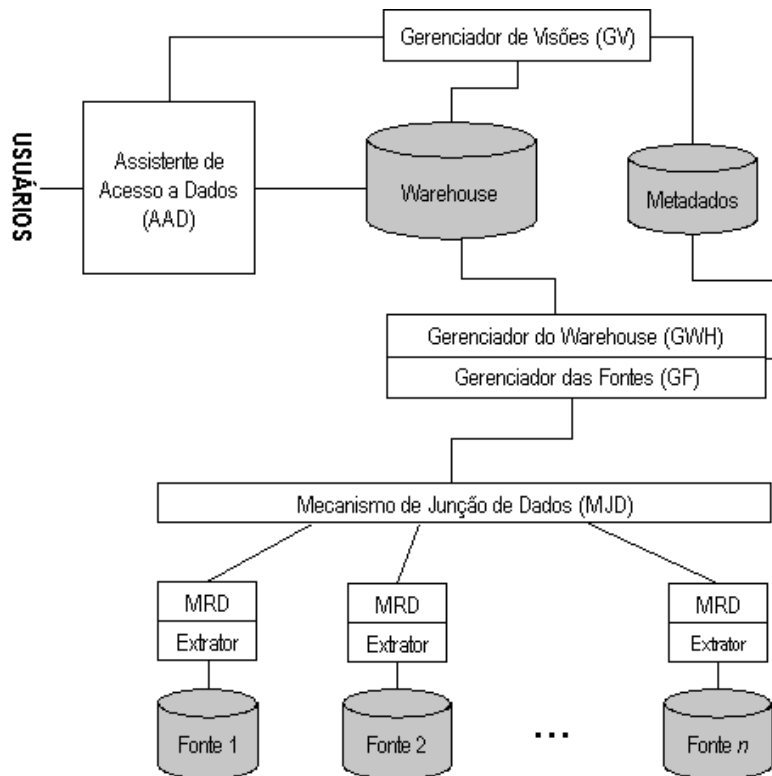 Gerenciador de Visões (GV)
USUÁRIOS
Assistente de
Acesso a Dados
(AAD)
Warehouse
Metadados
Gerenciador do Warehouse (GWH)
Gerenciador das Fontes (GF)
Mecanismo de Junção de Dados (MJD)
MRD
Extrator
MRD
Extrator
MRD
Extrator
Fonte 1
Fonte 2
...
Fonte n